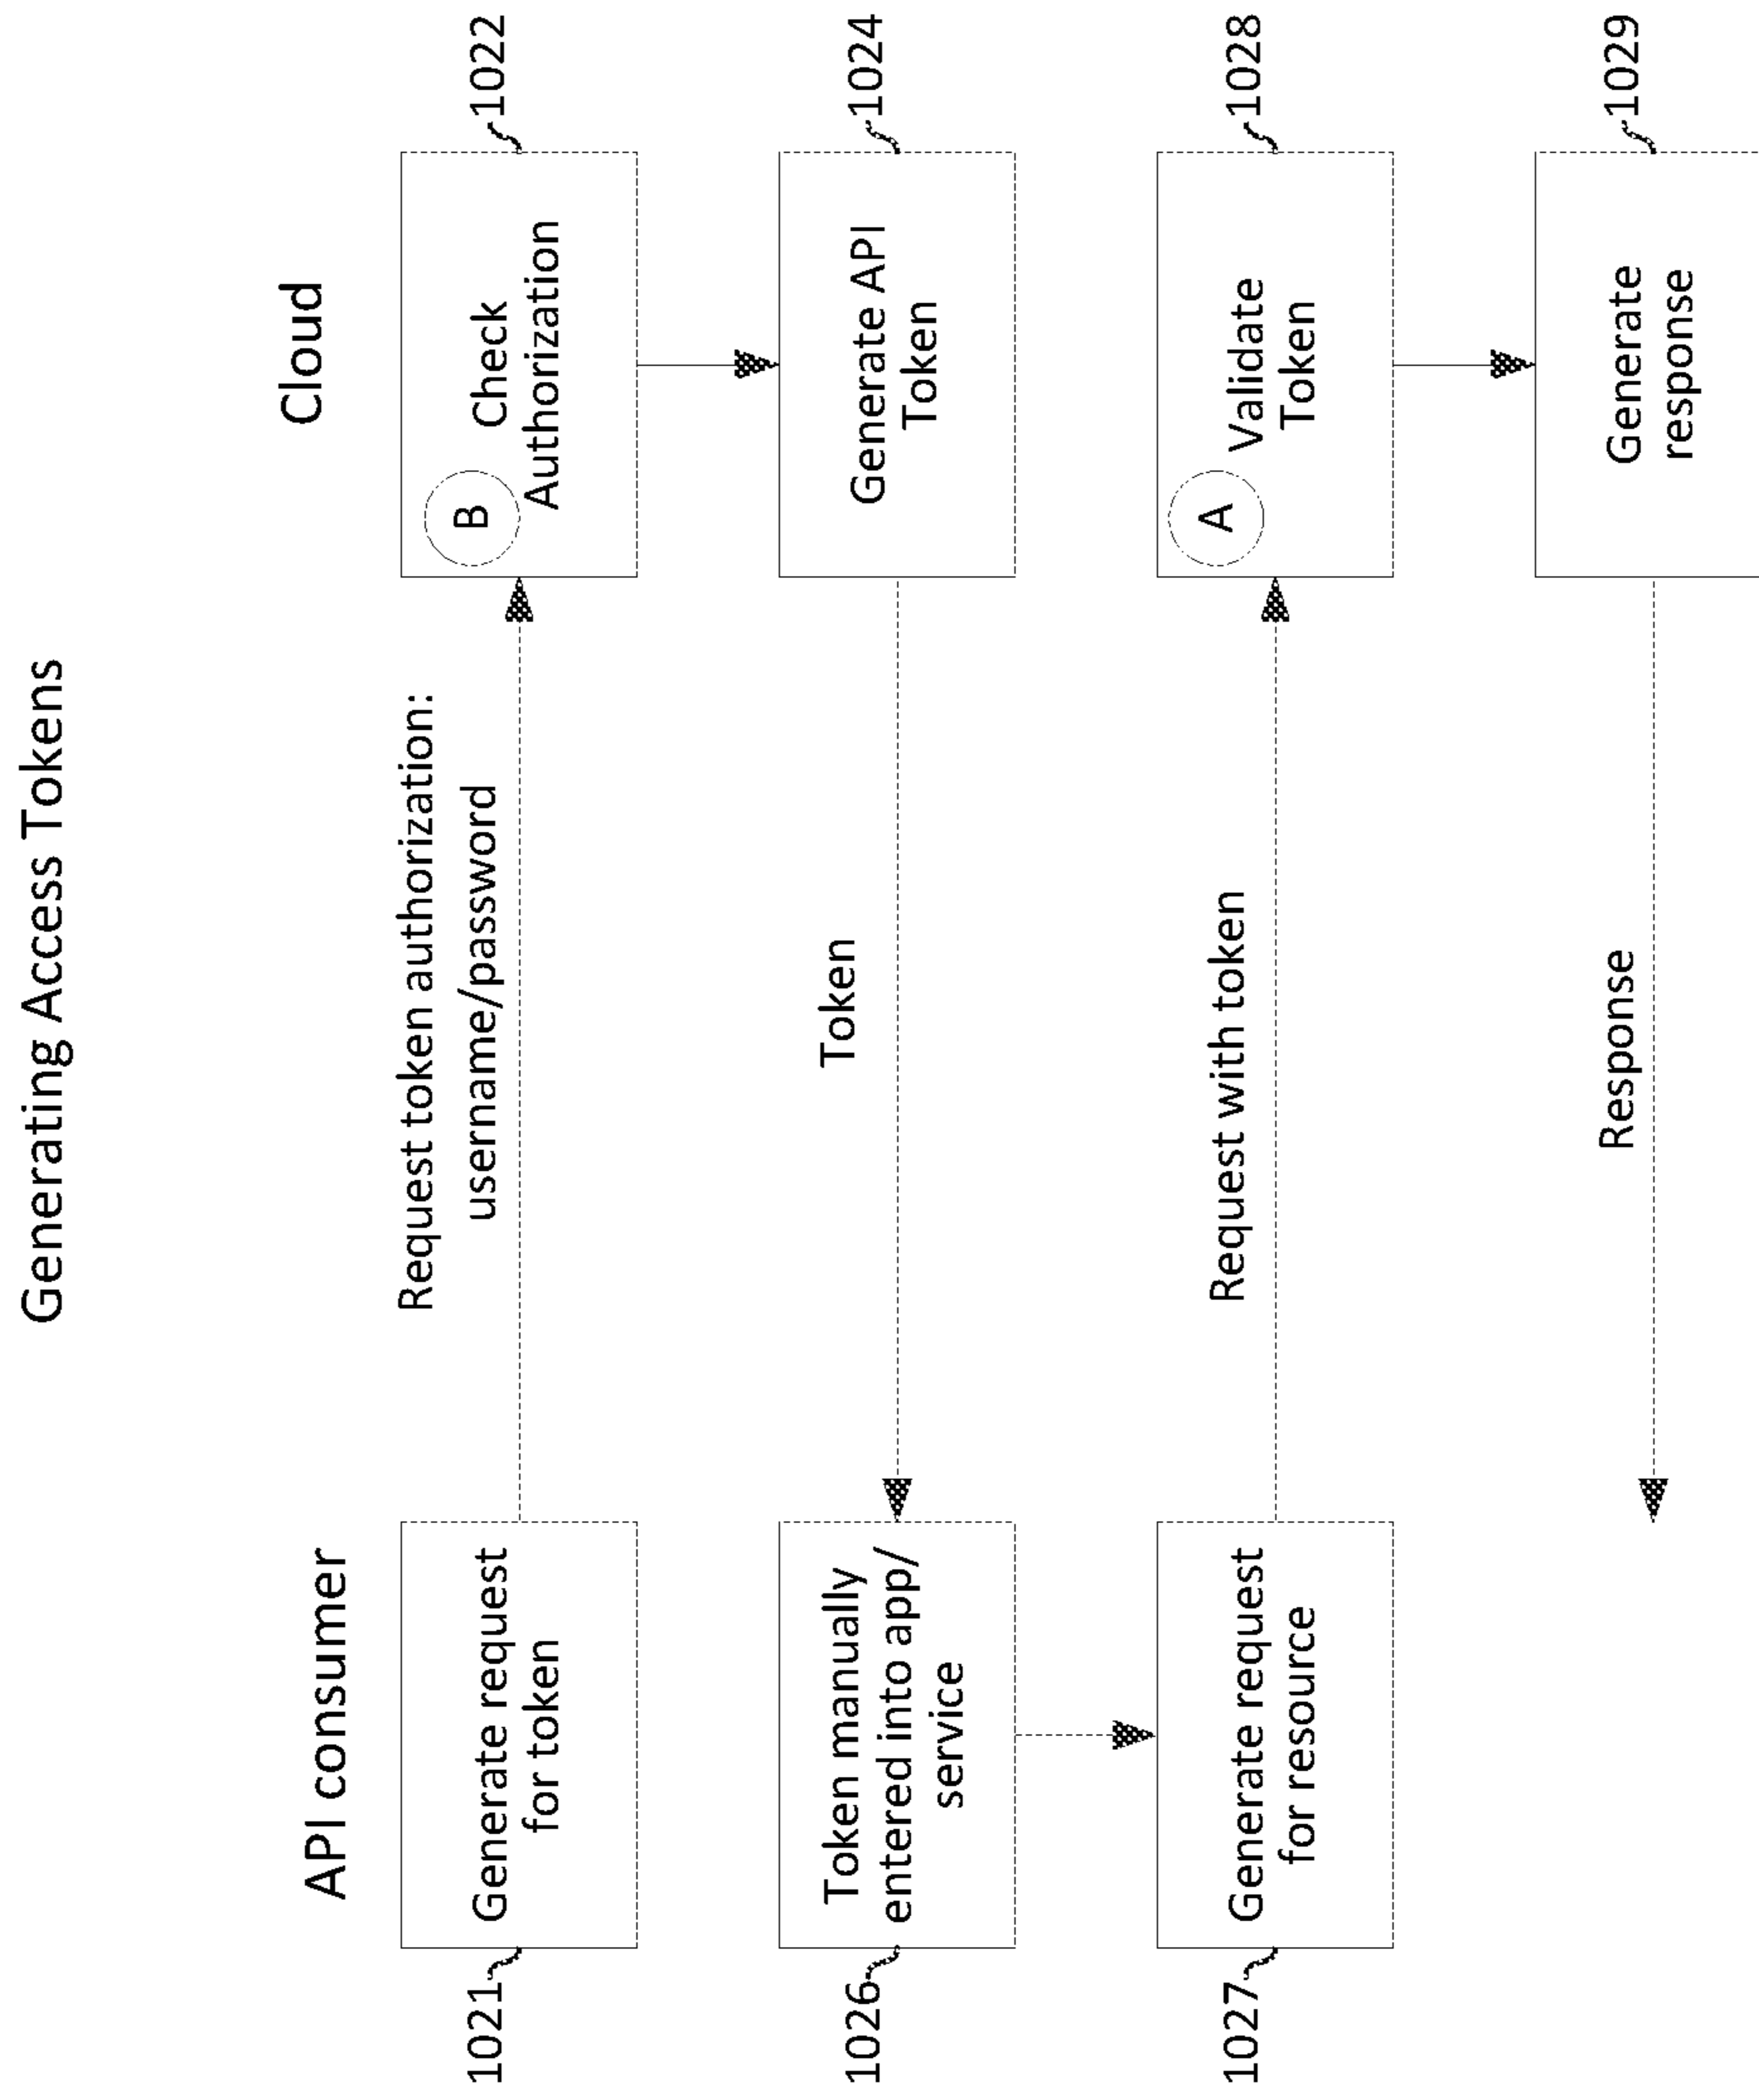 Generating Access Tokens
API consumer
Cloud
1021
Generate request
for token
Request token authorization:
username/password
B
Check
Authorization
1022
1026
Token manually
entered into app/
service
Token
Generate API
Token
1024
1027
Generate request
for resource
Request with token
A
Validate
Token
1028
Response
Generate
response
1029